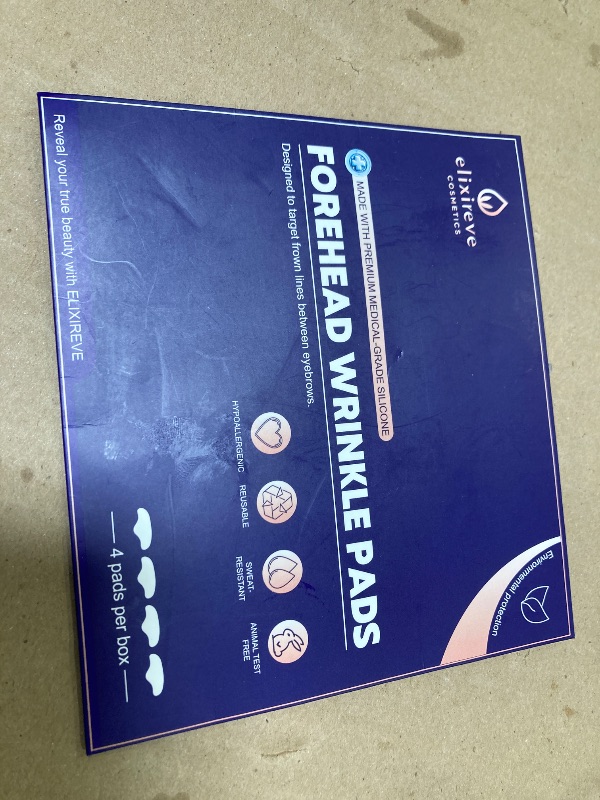 elixireve
COSMETICS
Environmental protection
MADE WITH PREMIUM MEDICAL-GRADE SILICONE
FOREHEAD WRINKLE PADS
Designed to target frown lines between eyebrows.
HYPOALLERGENIC
REUSABLE
SWEAT-
RESISTANT
ANIMAL TEST
FREE
4 pads per box
Reveal your true beauty with ELIXIREVE